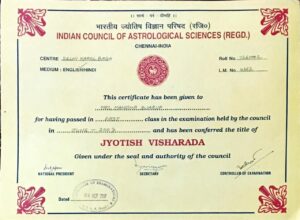 भारतीय ज्योतिष विज्ञान परिषद (रजि०)
INDIAN COUNCIL OF ASTROLOGICAL SCIENCES (REGD.)
CHENNAI-INDIA
CENTRE Roll No.
MEDIUM : ENGLISH/HINDI L.M. No.
This certificate has been given to
for having passed in FIRST class in the examination held by the council
in and has been conferred the title of
JYOTISH VISHARADA
Given under the seal and authority of the council
NATIONAL PRESIDENT SECRETARY CONTROLLER OF EXAMINATION
Dated